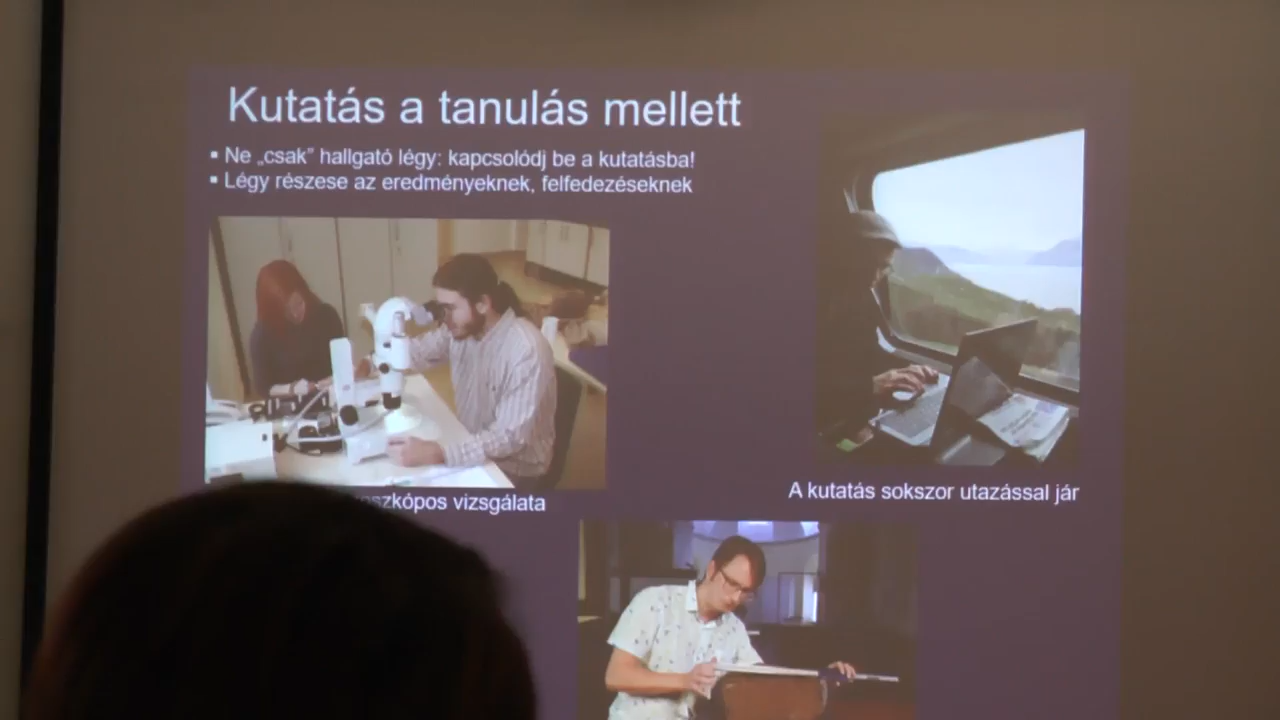 Kutatás a tanulás mellett
▪ Ne „csak” hallgató légy: kapcsolódj be a kutatásba!
▪ Légy részese az eredményeknek, felfedezéseknek
vizsgálata
A kutatás sokszor utazással jár